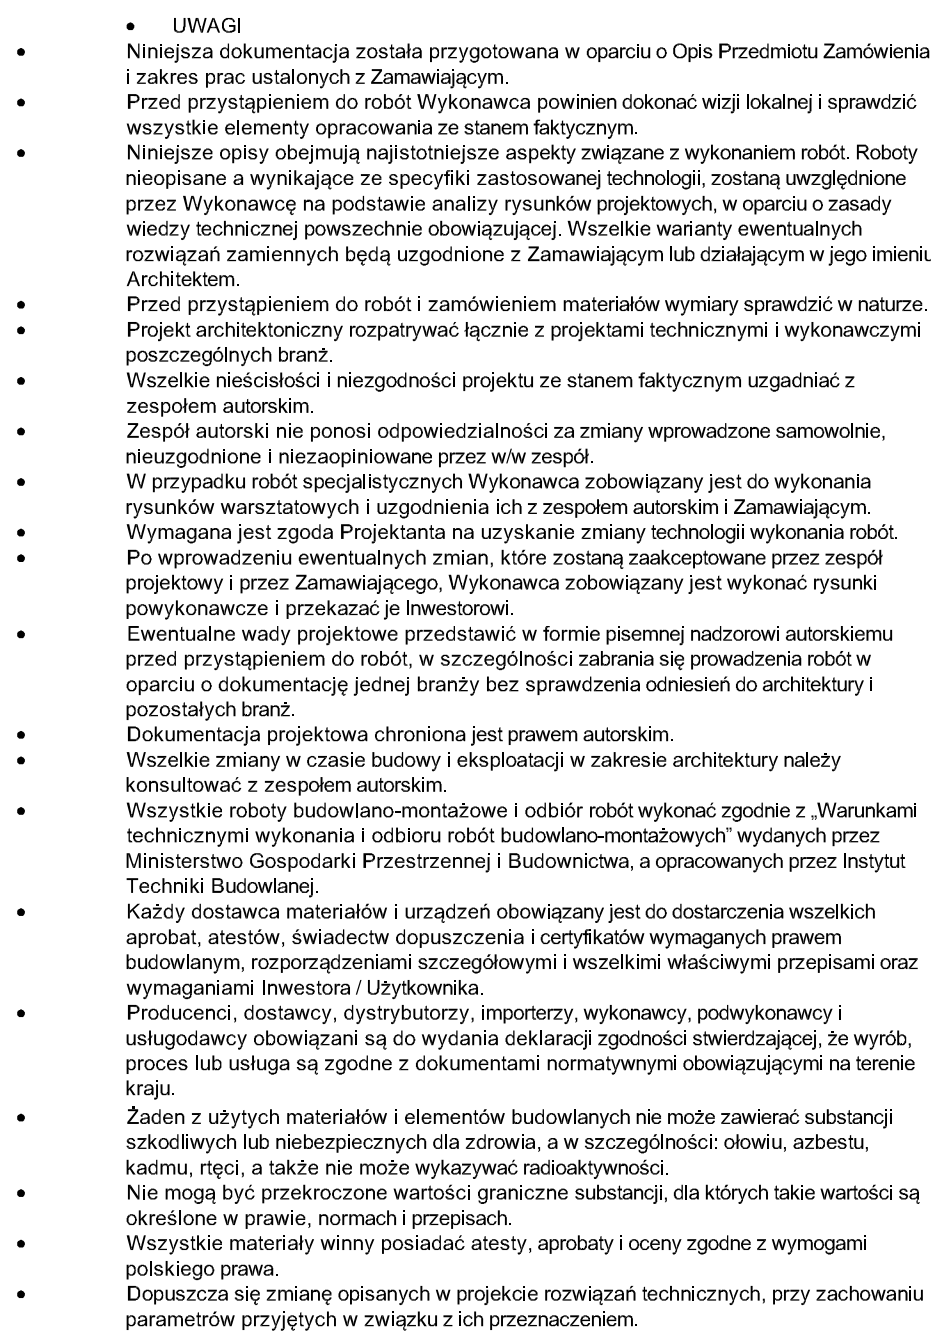 • UWAGI
• Niniejsza dokumentacja została przygotowana w oparciu o Opis Przedmiotu Zamówienia
i zakres prac ustalonych z Zamawiającym.
• Przed przystąpieniem do robót Wykonawca powinien dokonać wizji lokalnej i sprawdzić
wszystkie elementy opracowania ze stanem faktycznym.
• Niniejsze opisy obejmują najistotniejsze aspekty związane z wykonaniem robót. Roboty
nieopisane a wynikające ze specyfiki zastosowanej technologii, zostaną uwzględnione
przez Wykonawcę na podstawie analizy rysunków projektowych, w oparciu o zasady
wiedzy technicznej powszechnie obowiązującej. Wszelkie warianty ewentualnych
rozwiązań zamiennych będą uzgodnione z Zamawiającym lub działającym w jego imieniu
Architektem.
• Przed przystąpieniem do robót i zamówieniem materiałów wymiary sprawdzić w naturze.
• Projekt architektoniczny rozpatrywać łącznie z projektami technicznymi i wykonawczymi
poszczególnych branż.
• Wszelkie nieścisłości i niezgodności projektu ze stanem faktycznym uzgadniać z
zespołem autorskim.
• Zespół autorski nie ponosi odpowiedzialności za zmiany wprowadzone samowolnie,
nieuzgodnione i niezaopiniowane przez w/w zespół.
• W przypadku robót specjalistycznych Wykonawca zobowiązany jest do wykonania
rysunków warsztatowych i uzgodnienia ich z zespołem autorskim i Zamawiającym.
• Wymagana jest zgoda Projektanta na uzyskanie zmiany technologii wykonania robót.
• Po wprowadzeniu ewentualnych zmian, które zostaną zaakceptowane przez zespół
projektowy i przez Zamawiającego, Wykonawca zobowiązany jest wykonać rysunki
powykonawcze i przekazać je Inwestorowi.
• Ewentualne wady projektowe przedstawić w formie pisemnej nadzorowi autorskiemu
przed przystąpieniem do robót, w szczególności zabrania się prowadzenia robót w
oparciu o dokumentację jednej branży bez sprawdzenia odniesień do architektury i
pozostałych branż.
• Dokumentacja projektowa chroniona jest prawem autorskim.
• Wszelkie zmiany w czasie budowy i eksploatacji w zakresie architektury należy
konsultować z zespołem autorskim.
• Wszystkie roboty budowlano-montażowe i odbiór robót wykonać zgodnie z „Warunkami
technicznymi wykonania i odbioru robót budowlano-montażowych” wydanych przez
Ministerstwo Gospodarki Przestrzennej i Budownictwa, a opracowanych przez Instytut
Techniki Budowlanej.
• Każdy dostawca materiałów i urządzeń obowiązany jest do dostarczenia wszelkich
aprobat, atestów, świadectw dopuszczenia i certyfikatów wymaganych prawem
budowlanym, rozporządzeniami szczegółowymi i wszelkimi właściwymi przepisami oraz
wymaganiami Inwestora / Użytkownika.
• Producenci, dostawcy, dystrybutorzy, importerzy, wykonawcy, podwykonawcy i
usługodawcy obowiązani są do wydania deklaracji zgodności stwierdzającej, że wyrób,
proces lub usługa są zgodne z dokumentami normatywnymi obowiązującymi na terenie
kraju.
• Żaden z użytych materiałów i elementów budowlanych nie może zawierać substancji
szkodliwych lub niebezpiecznych dla zdrowia, a w szczególności: ołowiu, azbestu,
kadmu, rtęci, a także nie może wykazywać radioaktywności.
• Nie mogą być przekroczone wartości graniczne substancji, dla których takie wartości są
określone w prawie, normach i przepisach.
• Wszystkie materiały winny posiadać atesty, aprobaty i oceny zgodne z wymogami
polskiego prawa.
• Dopuszcza się zmianę opisanych w projekcie rozwiązań technicznych, przy zachowaniu
parametrów przyjętych w związku z ich przeznaczeniem.